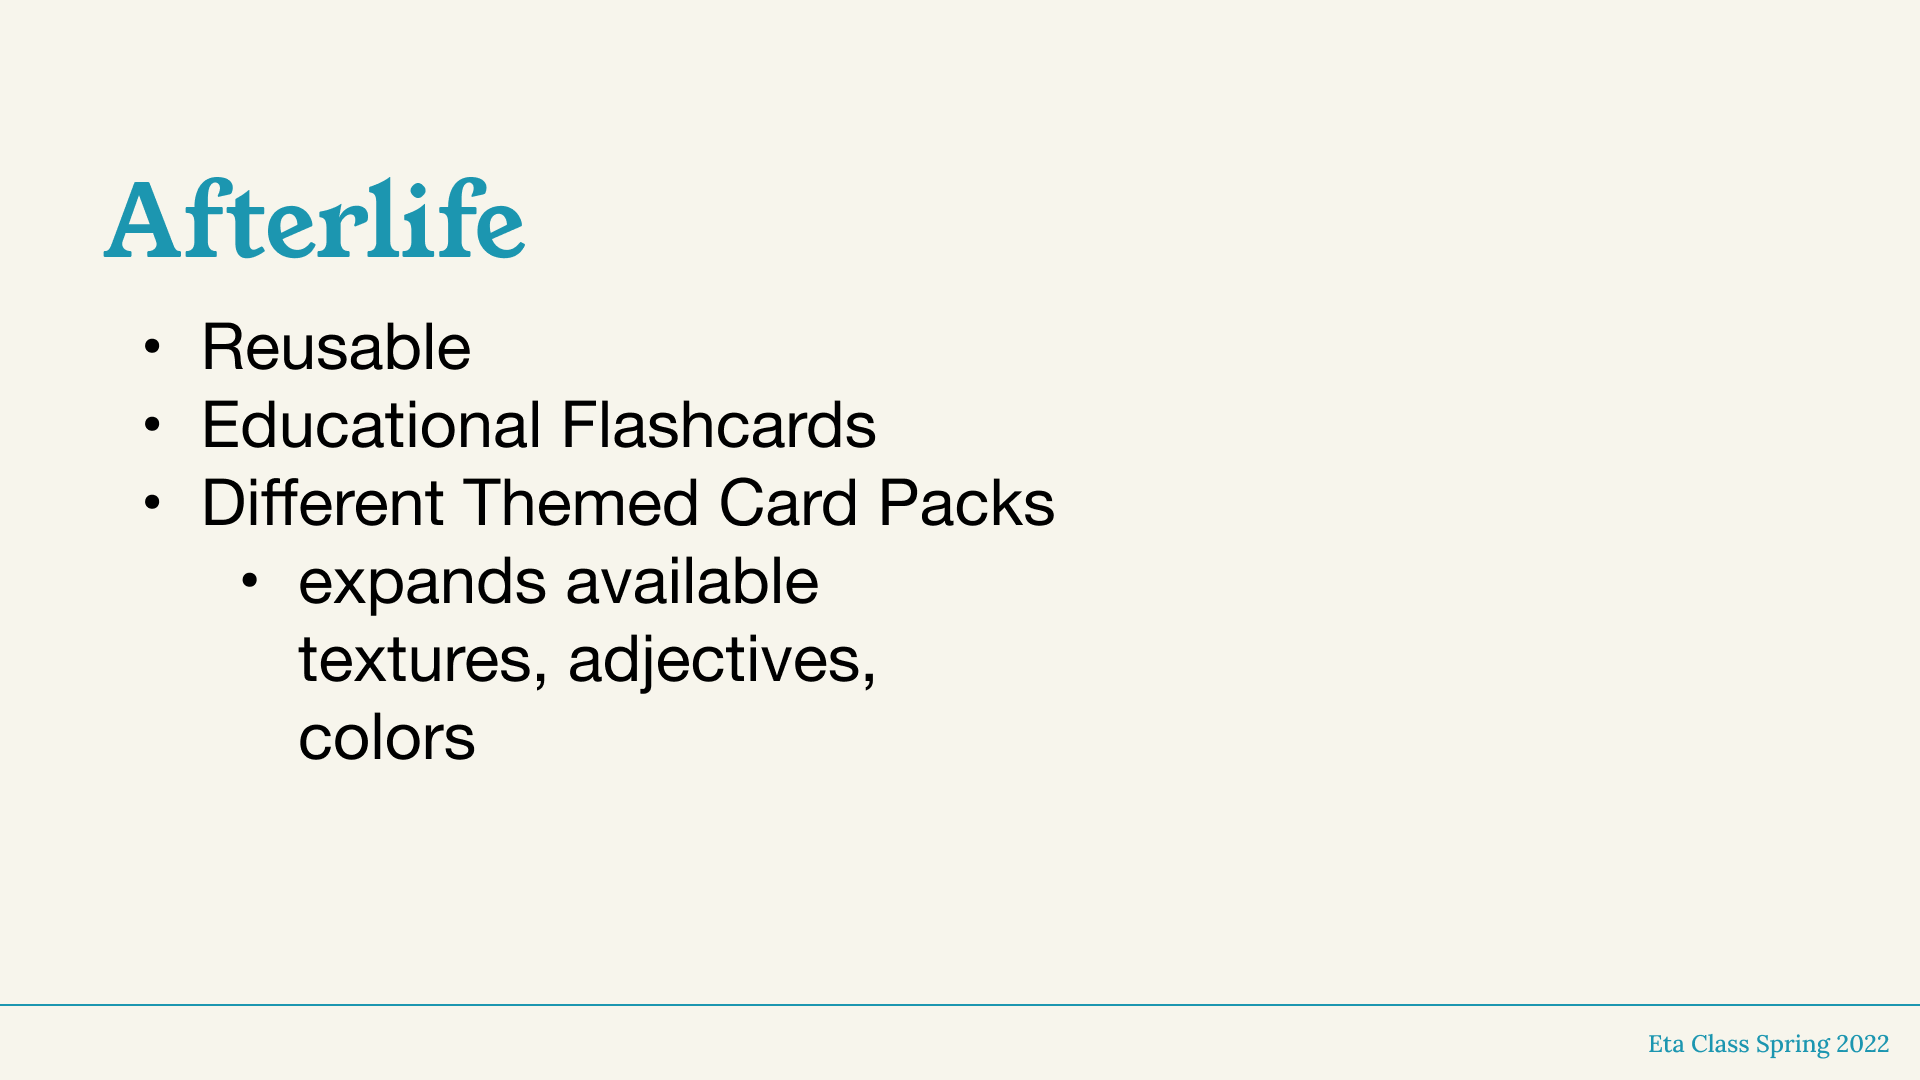 Afterlife
• Reusable
• Educational Flashcards
• Different Themed Card Packs
• expands available
textures, adjectives,
colors
Eta Class Spring 2022